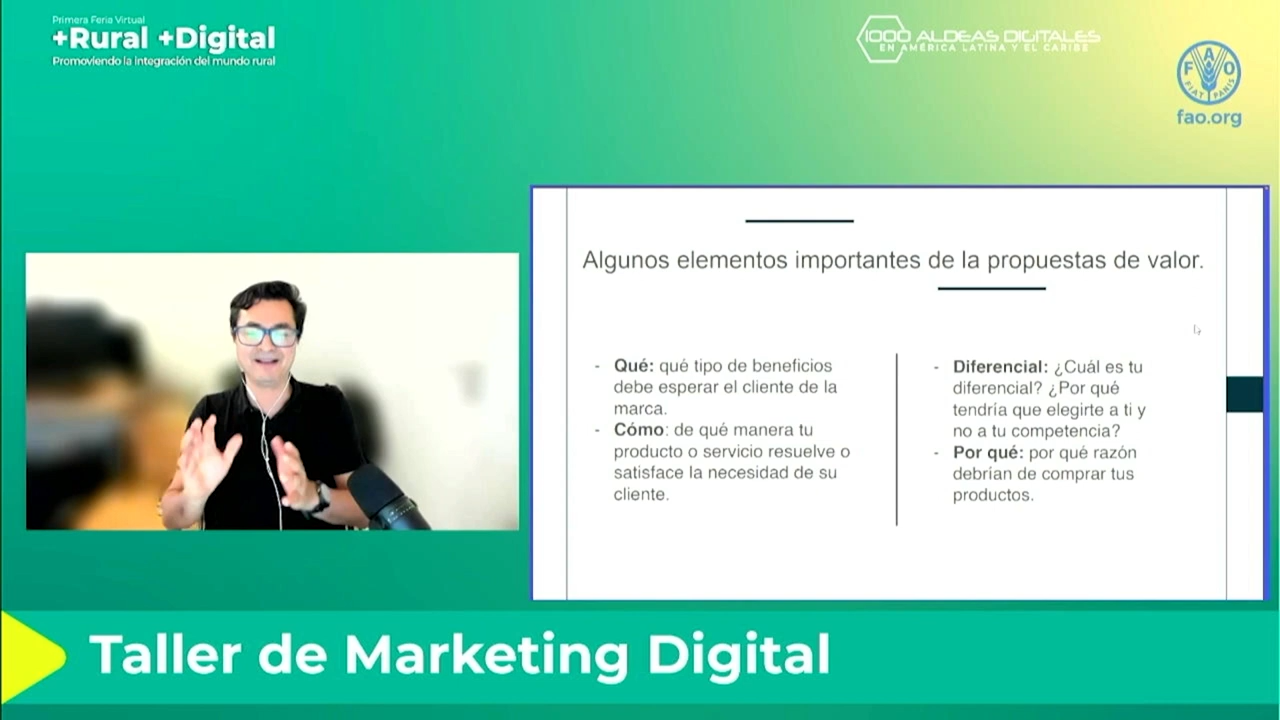 Primera Feria Virtual
+Rural +Digital
Promoviendo la integración del mundo rural
1000 ALDEAS DIGITALES
EN AMÉRICA LATINA Y EL CARIBE
F A O
FIAT PANIS
fao.org
Algunos elementos importantes de la propuestas de valor.
- Qué: qué tipo de beneficios
debe esperar el cliente de la
marca.
- Cómo: de qué manera tu
producto o servicio resuelve o
satisface la necesidad de su
cliente.
- Diferencial: ¿Cuál es tu
diferencial? ¿Por qué
tendría que elegirte a ti y
no a tu competencia?
- Por qué: por qué razón
debrían de comprar tus
productos.
Taller de Marketing Digital